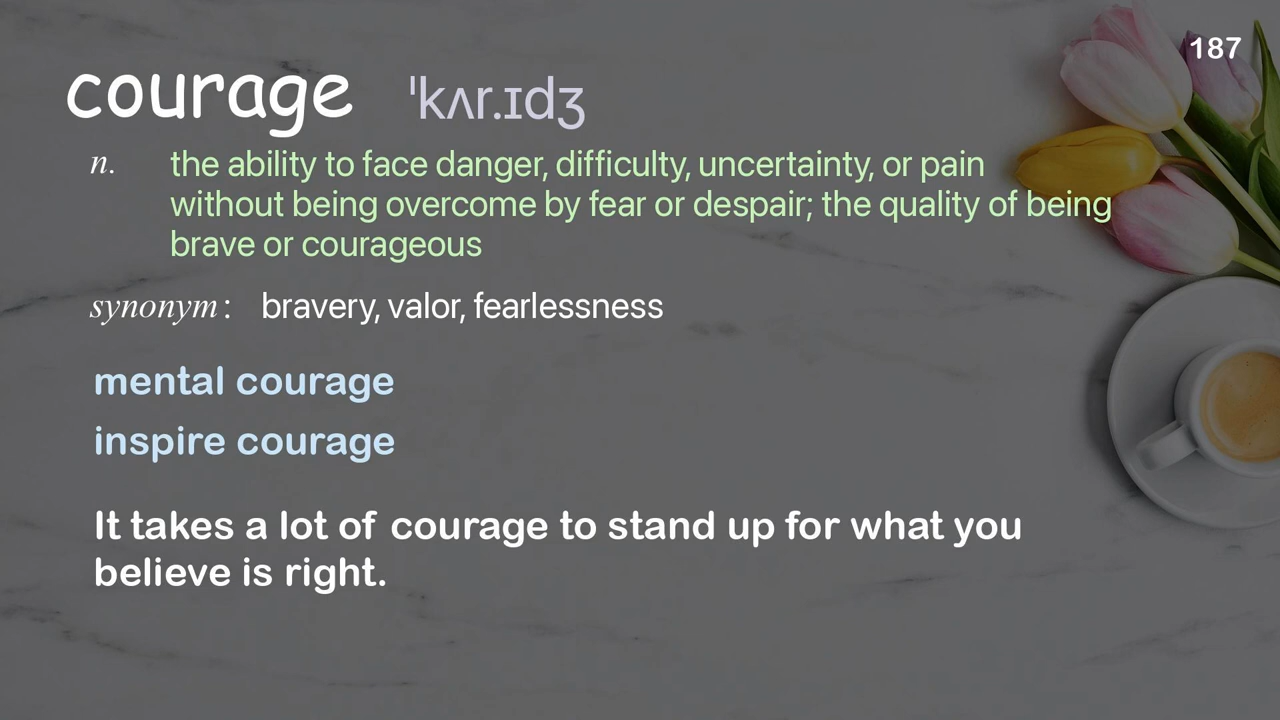 187
courage ˈkʌr.ɪdʒ
n. the ability to face danger, difficulty, uncertainty, or pain
without being overcome by fear or despair; the quality of being
brave or courageous
synonym: bravery, valor, fearlessness
mental courage
inspire courage
It takes a lot of courage to stand up for what you
believe is right.